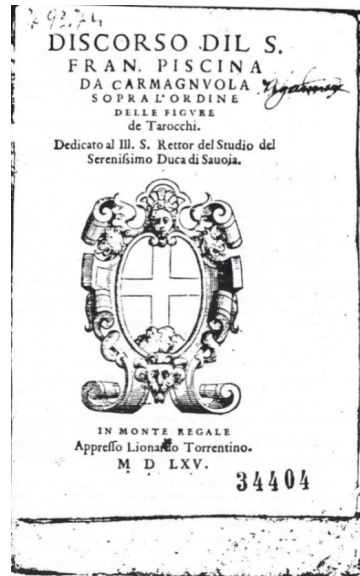 DISCORSO DIL S.
FRAN. PISCINA
DA CARMAGNVOLA
SOPRA L'ORDINE
DELLE FIGVRE
de Tarocchi.
Dedicato al Ill. S. Rettor del Studio del
Sereniſſimo Duca di Sauoia.
IN MONTE REGALE
Appreſſo Lionardo Torrentino.
M D LXV.
34404